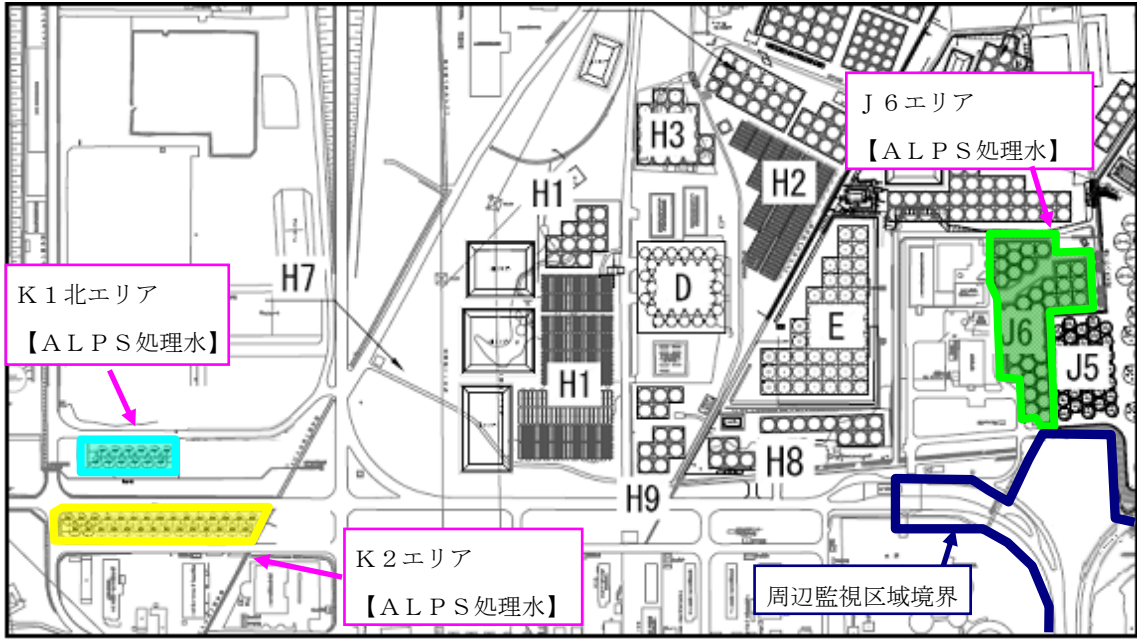 J 6エリア
【ALPS処理水】
H3
H2
H1
H7
D
K1北エリア
【ALPS処理水】
E
J6
J5
H1
H8
H9
K2エリア
【ALPS処理水】
周辺監視区域境界